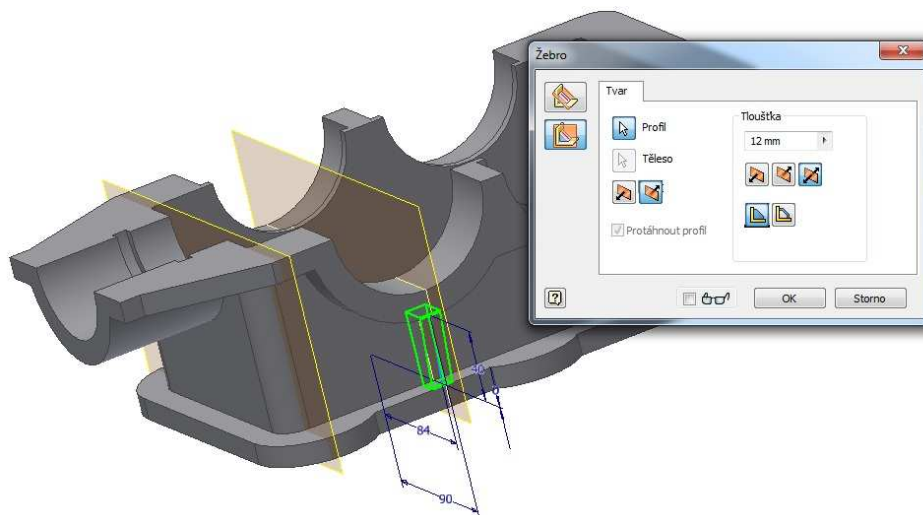 Žebro
Tvar
Profil
Těleso
Protáhnout profil
Tloušťka
12 mm
OK
Storno
40
84
90